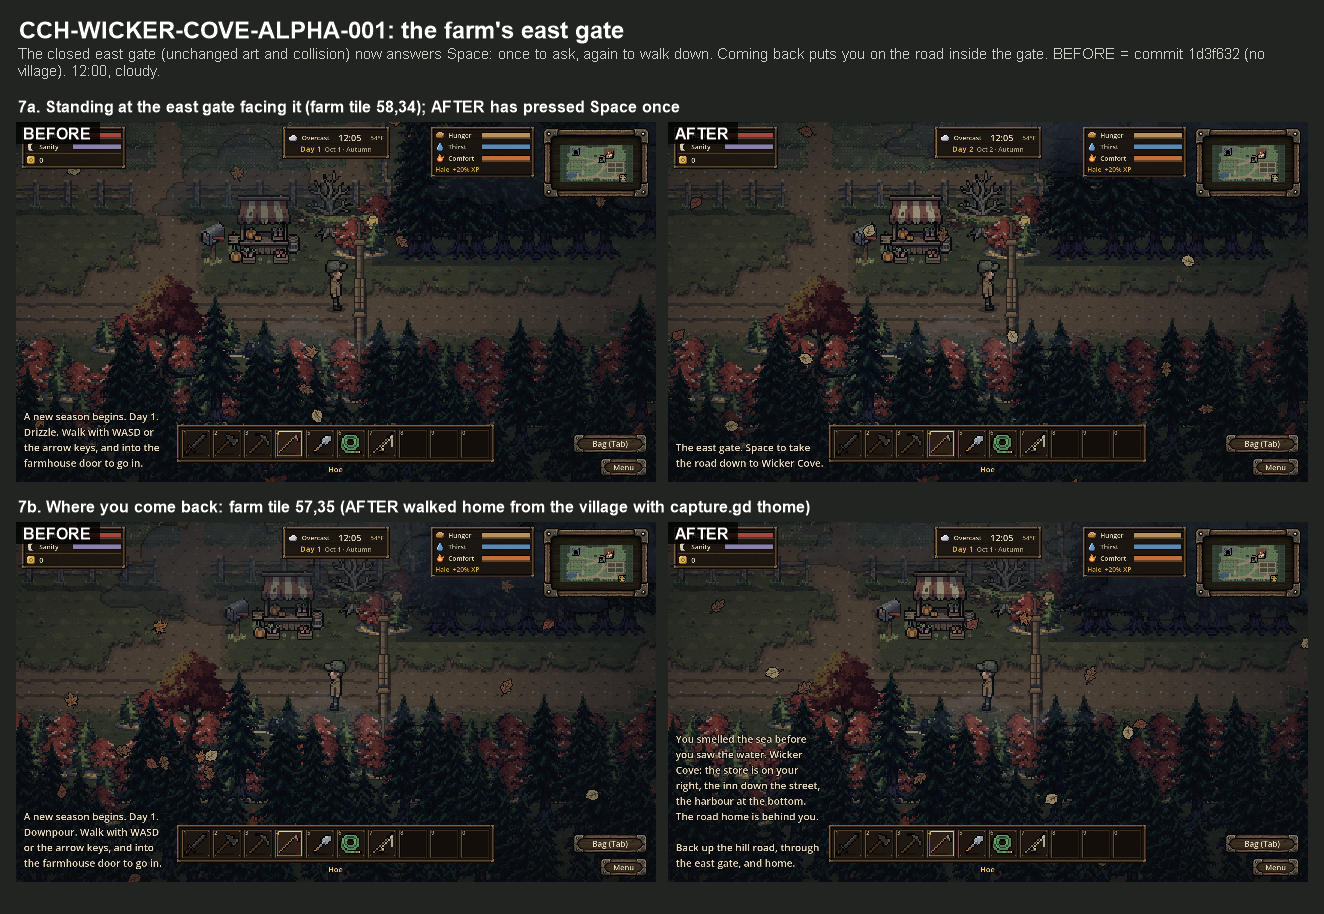 CCH-WICKER-COVE-ALPHA-001: the farm's east gate
The closed east gate (unchanged art and collision) now answers Space: once to ask, again to walk down. Coming back puts you on the road inside the gate. BEFORE = commit 1d3f632 (no
village). 12:00, cloudy.
7a. Standing at the east gate facing it (farm tile 58,34); AFTER has pressed Space once
BEFORE
Sanity
0
Overcast 12:05 54°F
Day 1 Oct 1 · Autumn
Hunger
Thirst
Comfort
Hale +20% XP
A new season begins. Day 1.
Drizzle. Walk with WASD or
the arrow keys, and into the
farmhouse door to go in.
Hoe
Bag (Tab)
Menu
AFTER
Sanity
0
Overcast 12:05 54°F
Day 2 Oct 2 · Autumn
Hunger
Thirst
Comfort
Hale +20% XP
The east gate. Space to take
the road down to Wicker Cove.
Hoe
Bag (Tab)
Menu
7b. Where you come back: farm tile 57,35 (AFTER walked home from the village with capture.gd thome)
BEFORE
Sanity
0
Overcast 12:05 54°F
Day 1 Oct 1 · Autumn
Hunger
Thirst
Comfort
Hale +20% XP
A new season begins. Day 1.
Downpour. Walk with WASD
or the arrow keys, and into
the farmhouse door to go in.
Hoe
Bag (Tab)
Menu
AFTER
Sanity
0
Overcast 12:05 54°F
Day 1 Oct 1 · Autumn
Hunger
Thirst
Comfort
Hale +20% XP
You smelled the sea before
you saw the water. Wicker
Cove: the store is on your
right, the inn down the street,
the harbour at the bottom.
The road home is behind you.
Back up the hill road, through
the east gate, and home.
Hoe
Bag (Tab)
Menu